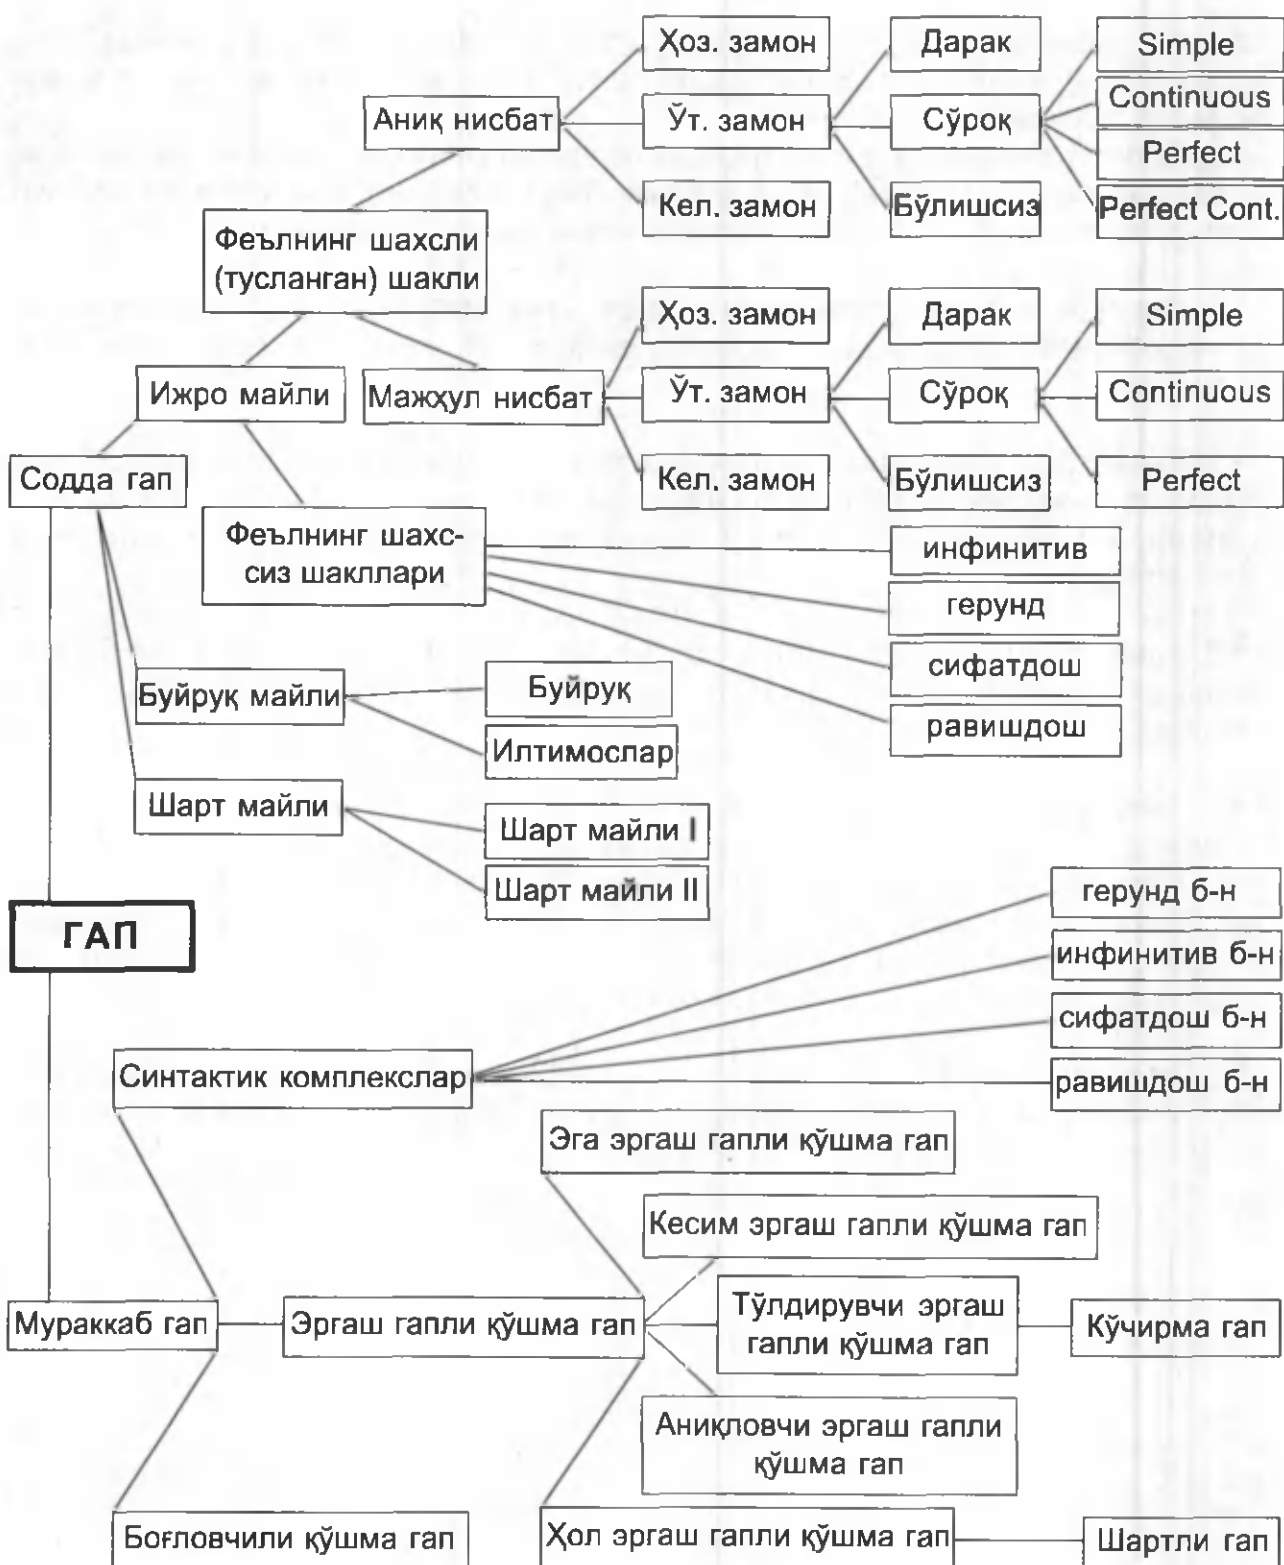 Ҳоз. замон
Дарак
Simple
Continuous
Аниқ нисбат
Ўт. замон
Сўроқ
Perfect
Кел. замон
Бўлишсиз
Perfect Cont.
Феълнинг шахсли
(тусланган) шакли
Ҳоз. замон
Дарак
Simple
Ижро майли
Мажҳул нисбат
Ўт. замон
Сўроқ
Continuous
Содда гап
Кел. замон
Бўлишсиз
Perfect
Феълнинг шахс-
сиз шакллари
инфинитив
герунд
сифатдош
равишдош
Буйруқ майли
Буйруқ
Илтимослар
Шарт майли
Шарт майли I
Шарт майли II
ГАП
герунд б-н
инфинитив б-н
сифатдош б-н
равишдош б-н
Синтактик комплекслар
Эга эргаш гапли қўшма гап
Кесим эргаш гапли қўшма гап
Мураккаб гап
Эргаш гапли қўшма гап
Тўлдирувчи эргаш
гапли қўшма гап
Кўчирма гап
Аниқловчи эргаш гапли
қўшма гап
Боғловчили қўшма гап
Ҳол эргаш гапли қўшма гап
Шартли гап